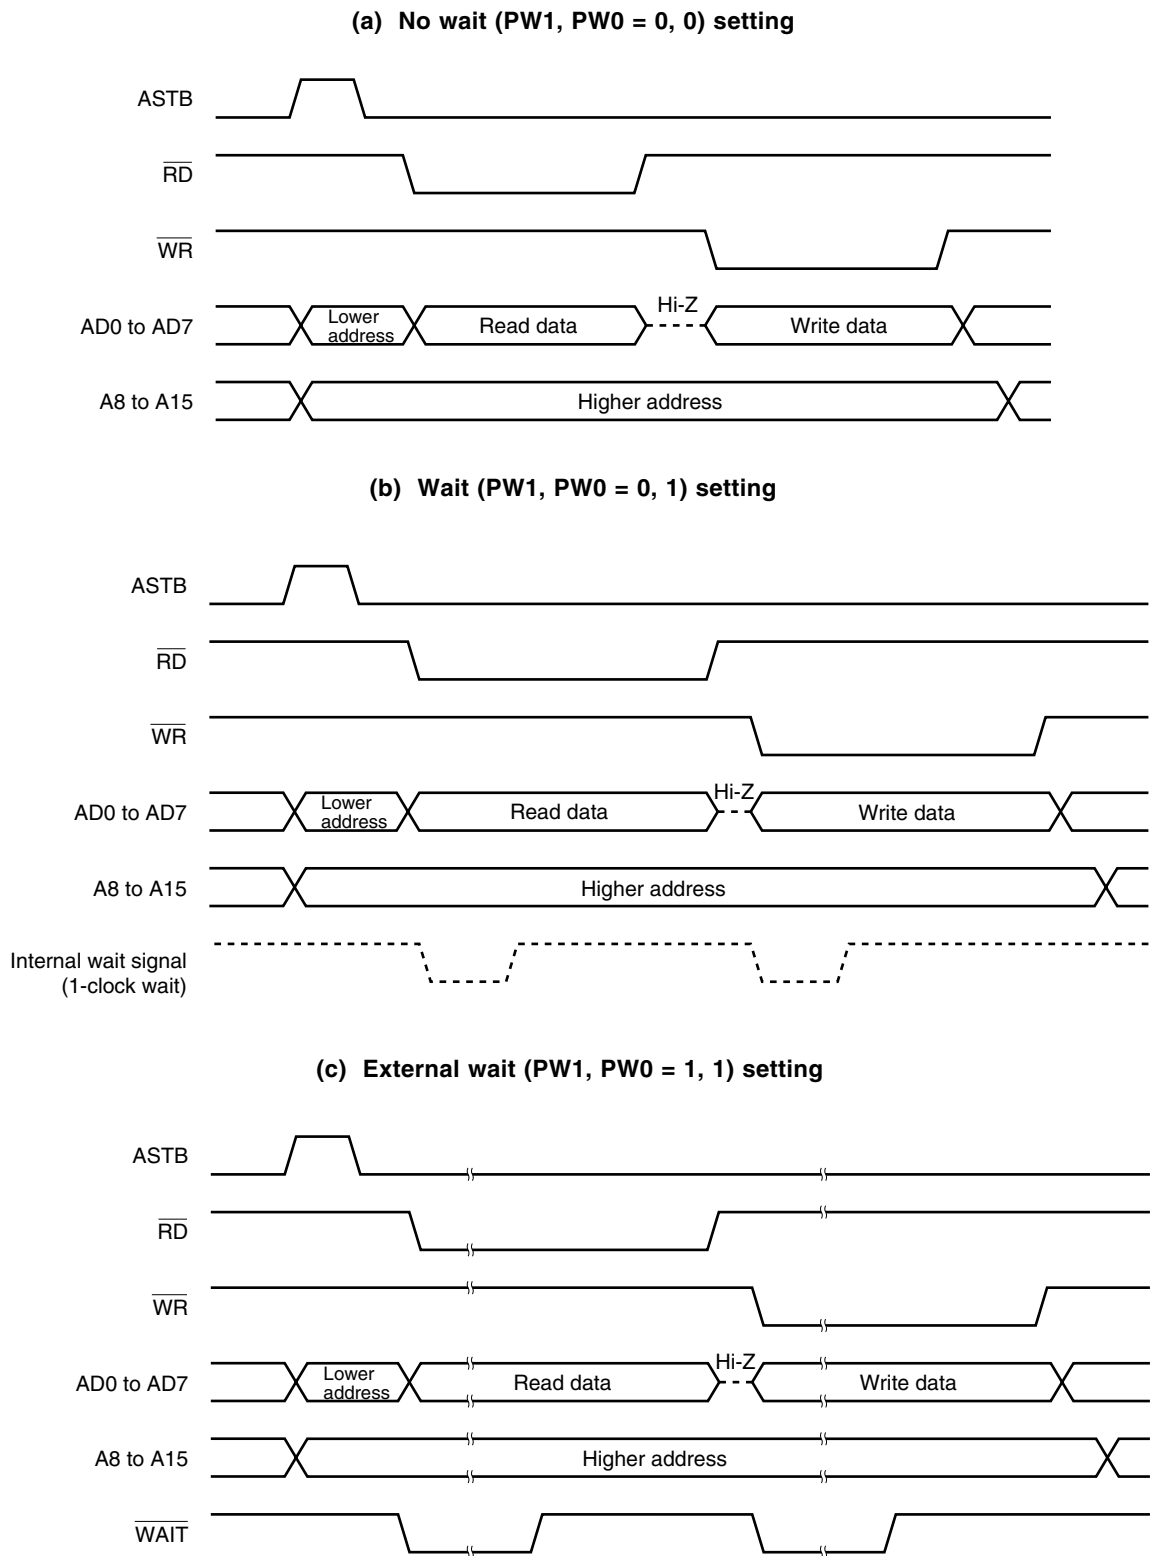 (a) No wait (PW1, PW0 = 0, 0) setting
ASTB
RD
WR
AD0 to AD7
Lower
address
Read data
Hi-Z
Write data
A8 to A15
Higher address
(b) Wait (PW1, PW0 = 0, 1) setting
ASTB
RD
WR
AD0 to AD7
Lower
address
Read data
Hi-Z
Write data
A8 to A15
Higher address
Internal wait signal
(1-clock wait)
(c) External wait (PW1, PW0 = 1, 1) setting
ASTB
RD
WR
AD0 to AD7
Lower
address
Read data
Hi-Z
Write data
A8 to A15
Higher address
WAIT